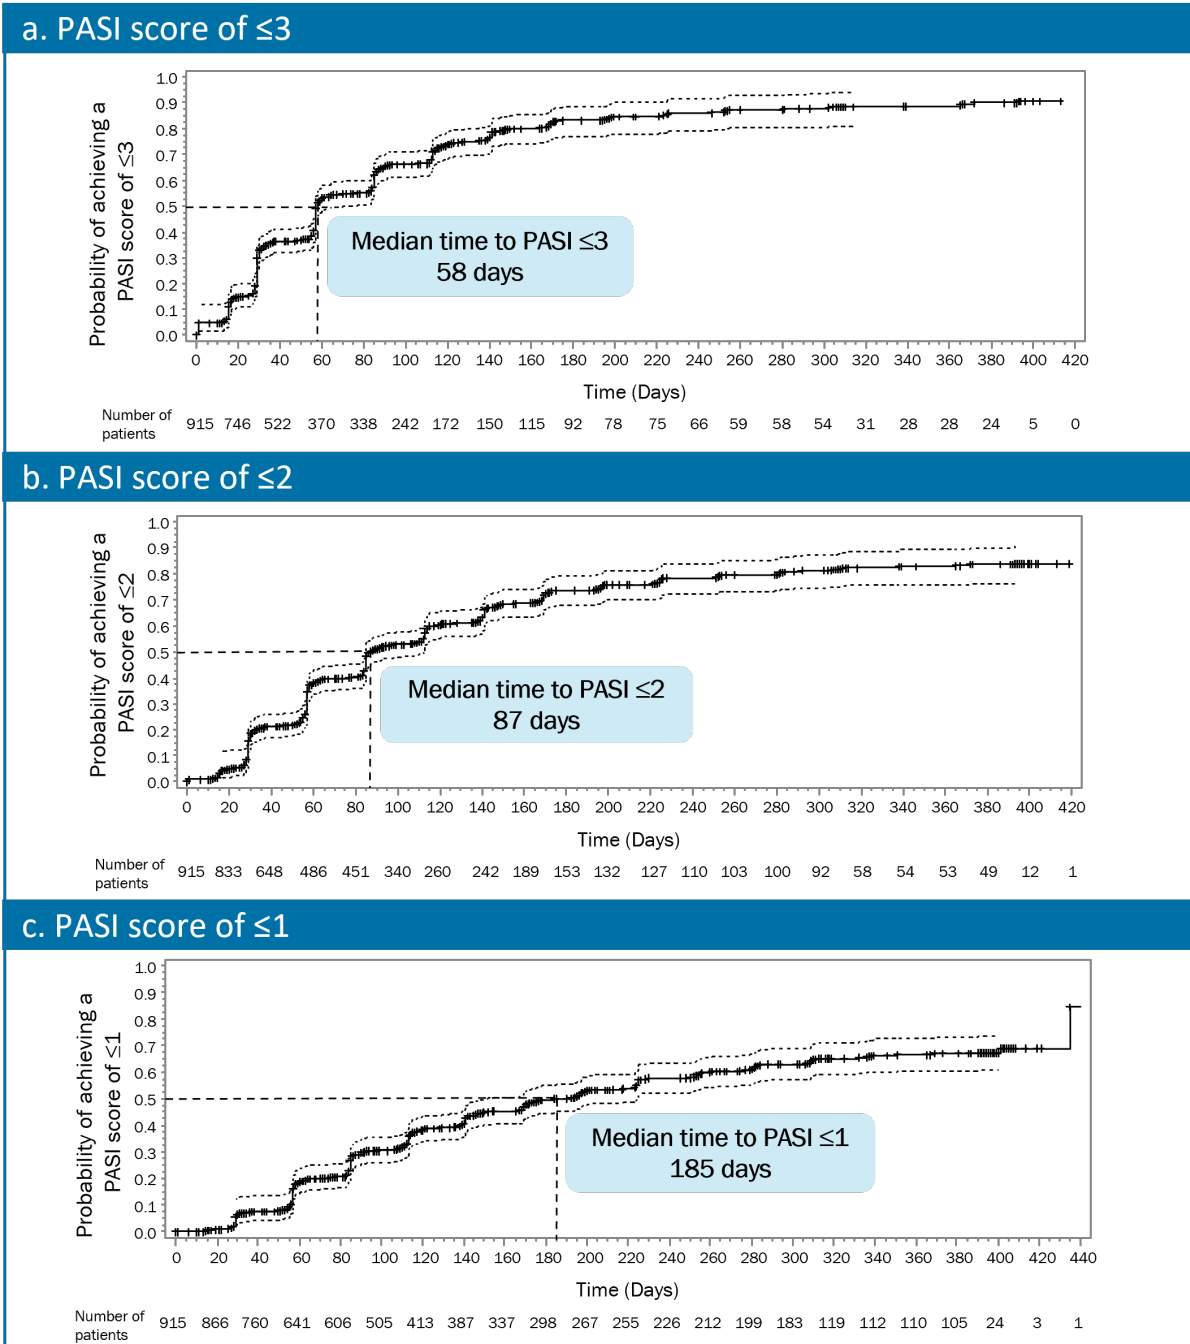 a. PASI score of ≤3
Probability of achieving a
PASI score of ≤3
1.0
0.9
0.8
0.7
0.6
0.5
0.4
0.3
0.2
0.1
0.0
Median time to PASI ≤3
58 days
0 20 40 60 80 100 120 140 160 180 200 220 240 260 280 300 320 340 360 380 400 420
Time (Days)
Number of
patients
915 746 522 370 338 242 172 150 115 92 78 75 66 59 58 54 31 28 28 24 5 0
b. PASI score of ≤2
Probability of achieving a
PASI score of ≤2
1.0
0.9
0.8
0.7
0.6
0.5
0.4
0.3
0.2
0.1
0.0
Median time to PASI ≤2
87 days
0 20 40 60 80 100 120 140 160 180 200 220 240 260 280 300 320 340 360 380 400 420
Time (Days)
Number of
patients
915 833 648 486 451 340 260 242 189 153 132 127 110 103 100 92 58 54 53 49 12 1
c. PASI score of ≤1
Probability of achieving a
PASI score of ≤1
1.0
0.9
0.8
0.7
0.6
0.5
0.4
0.3
0.2
0.1
0.0
Median time to PASI ≤1
185 days
0 20 40 60 80 100 120 140 160 180 200 220 240 260 280 300 320 340 360 380 400 420 440
Time (Days)
Number of
patients
915 866 760 641 606 505 413 387 337 298 267 255 226 212 199 183 119 112 110 105 24 3 1